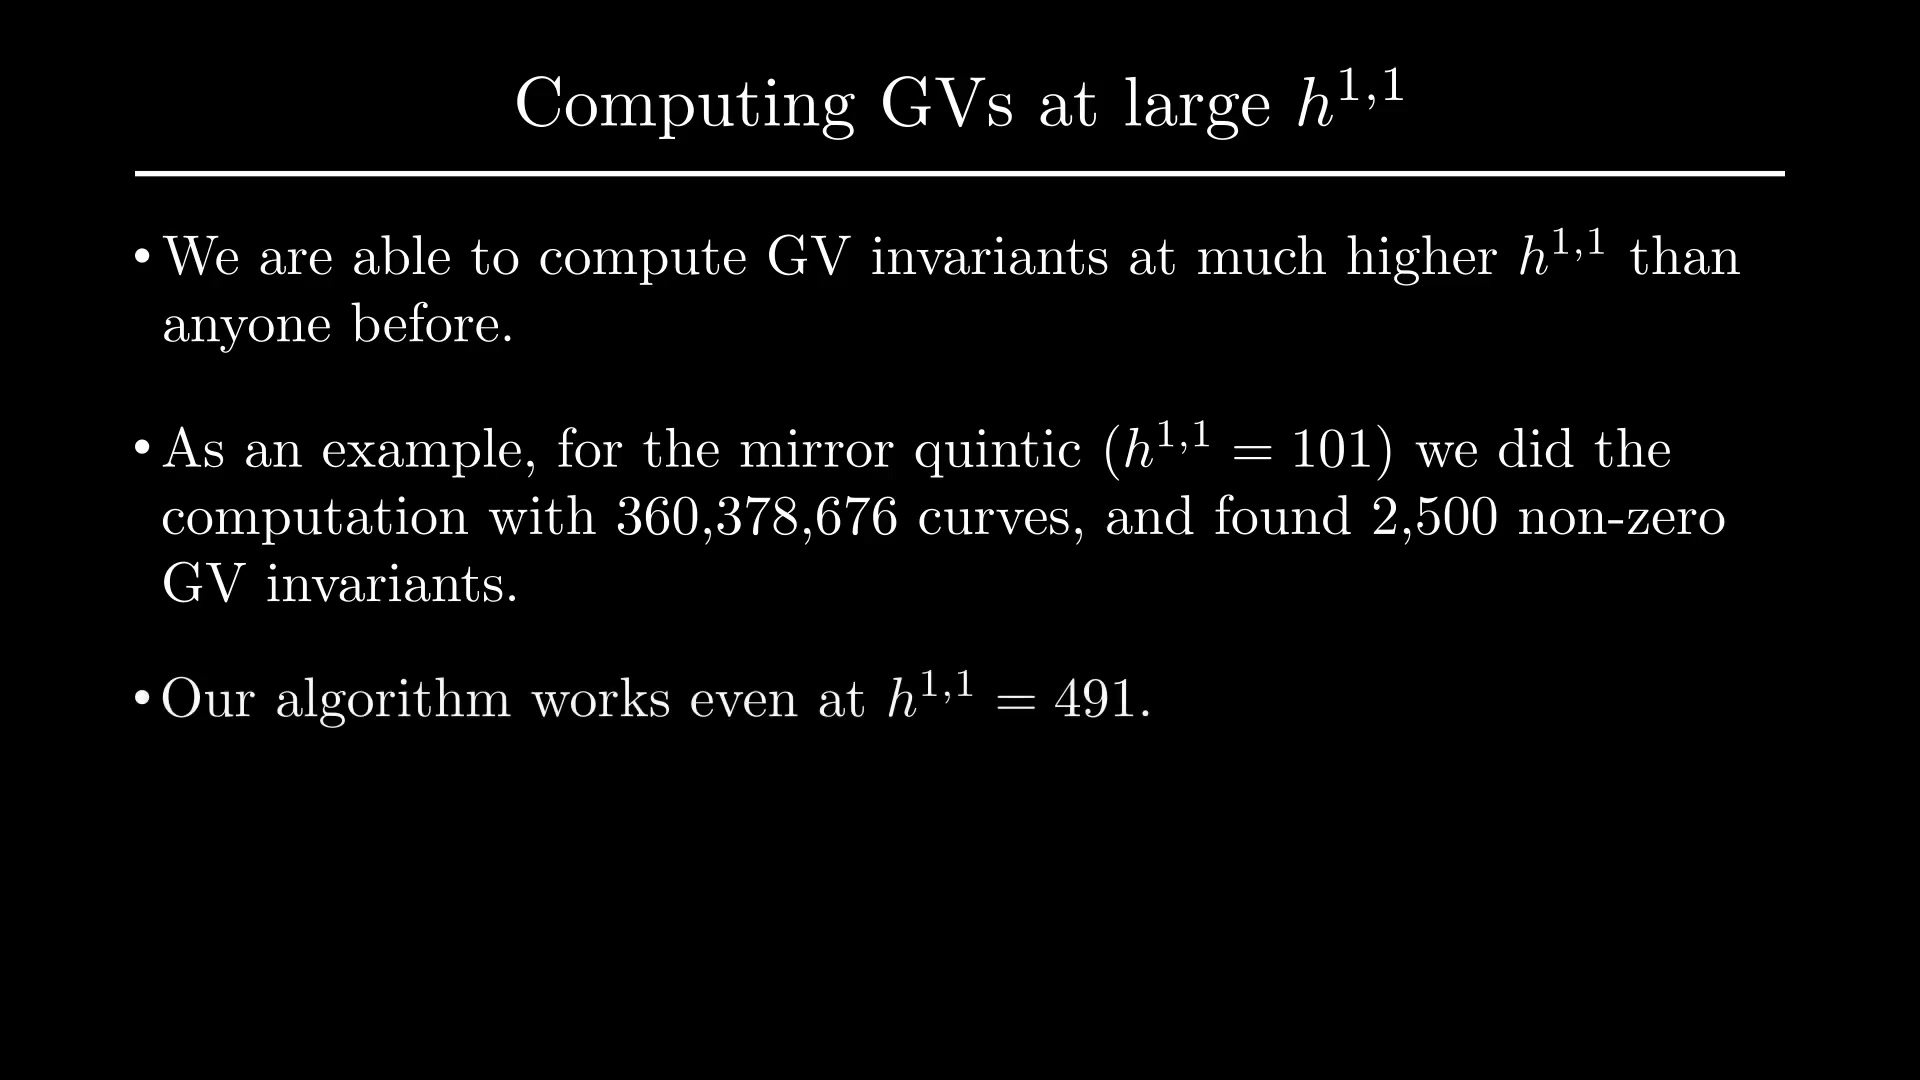 Computing GVs at large $h^{1,1}$
• We are able to compute GV invariants at much higher $h^{1,1}$ than
anyone before.
• As an example, for the mirror quintic ($h^{1,1} = 101$) we did the
computation with 360,378,676 curves, and found 2,500 non-zero
GV invariants.
• Our algorithm works even at $h^{1,1} = 491$.